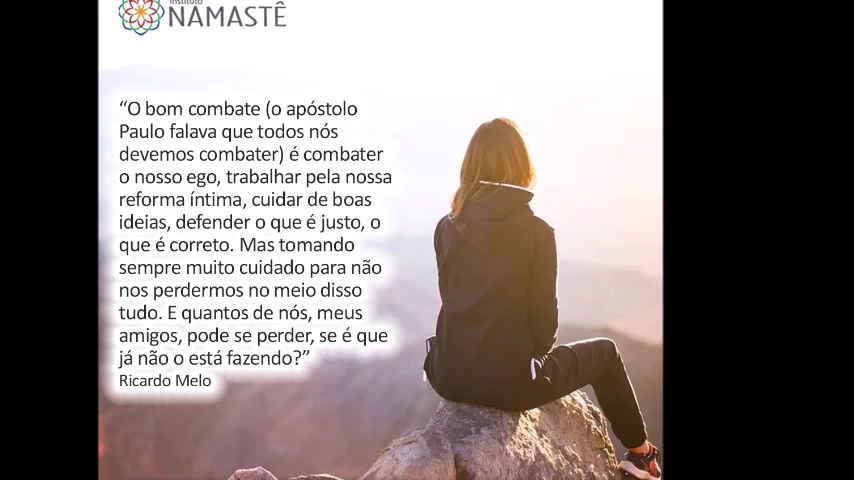 Instituto
NAMASTÊ
“O bom combate (o apóstolo
Paulo falava que todos nós
devemos combater) é combater
o nosso ego, trabalhar pela nossa
reforma íntima, cuidar de boas
ideias, defender o que é justo, o
que é correto. Mas tomando
sempre muito cuidado para não
nos perdermos no meio disso
tudo. E quantos de nós, meus
amigos, pode se perder, se é que
já não o está fazendo?”
Ricardo Melo